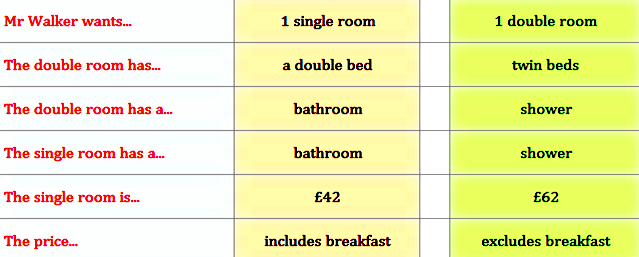 Mr Walker wants... 1 single room 1 double room
The double room has... a double bed twin beds
The double room has a... bathroom shower
The single room has a... bathroom shower
The single room is... £42 £62
The price... includes breakfast excludes breakfast